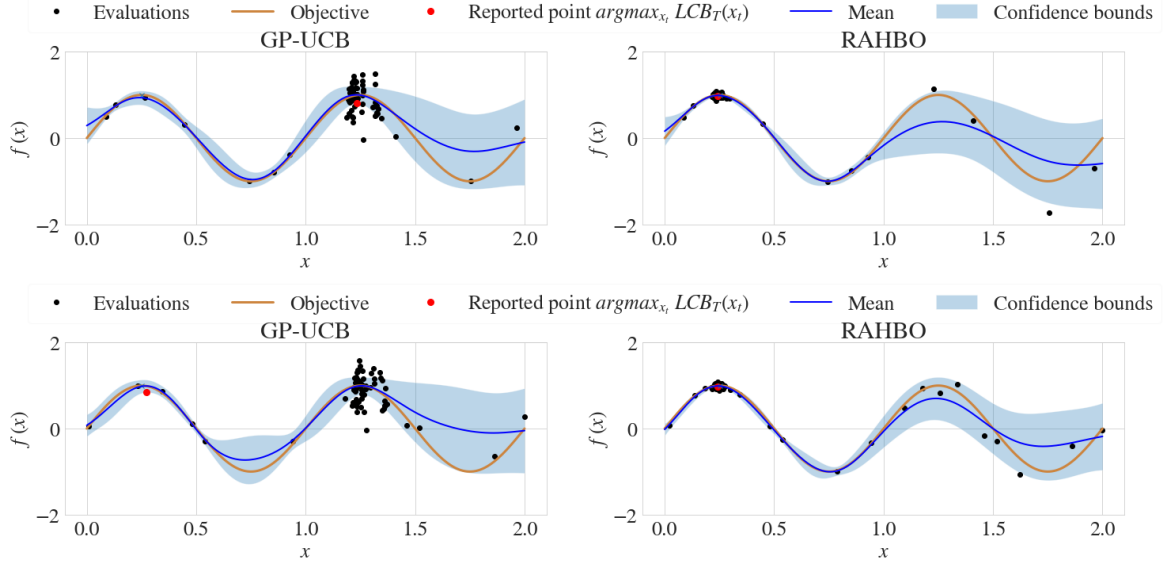 Evaluations Objective Reported point argmax_{x_t} LCB_T(x_t) Mean Confidence bounds
GP-UCB RAHBO
2 2
f(x) 0 f(x) 0
−2 −2
0.0 0.5 1.0 1.5 2.0 0.0 0.5 1.0 1.5 2.0
x x
Evaluations Objective Reported point argmax_{x_t} LCB_T(x_t) Mean Confidence bounds
GP-UCB RAHBO
2 2
f(x) 0 f(x) 0
−2 −2
0.0 0.5 1.0 1.5 2.0 0.0 0.5 1.0 1.5 2.0
x x